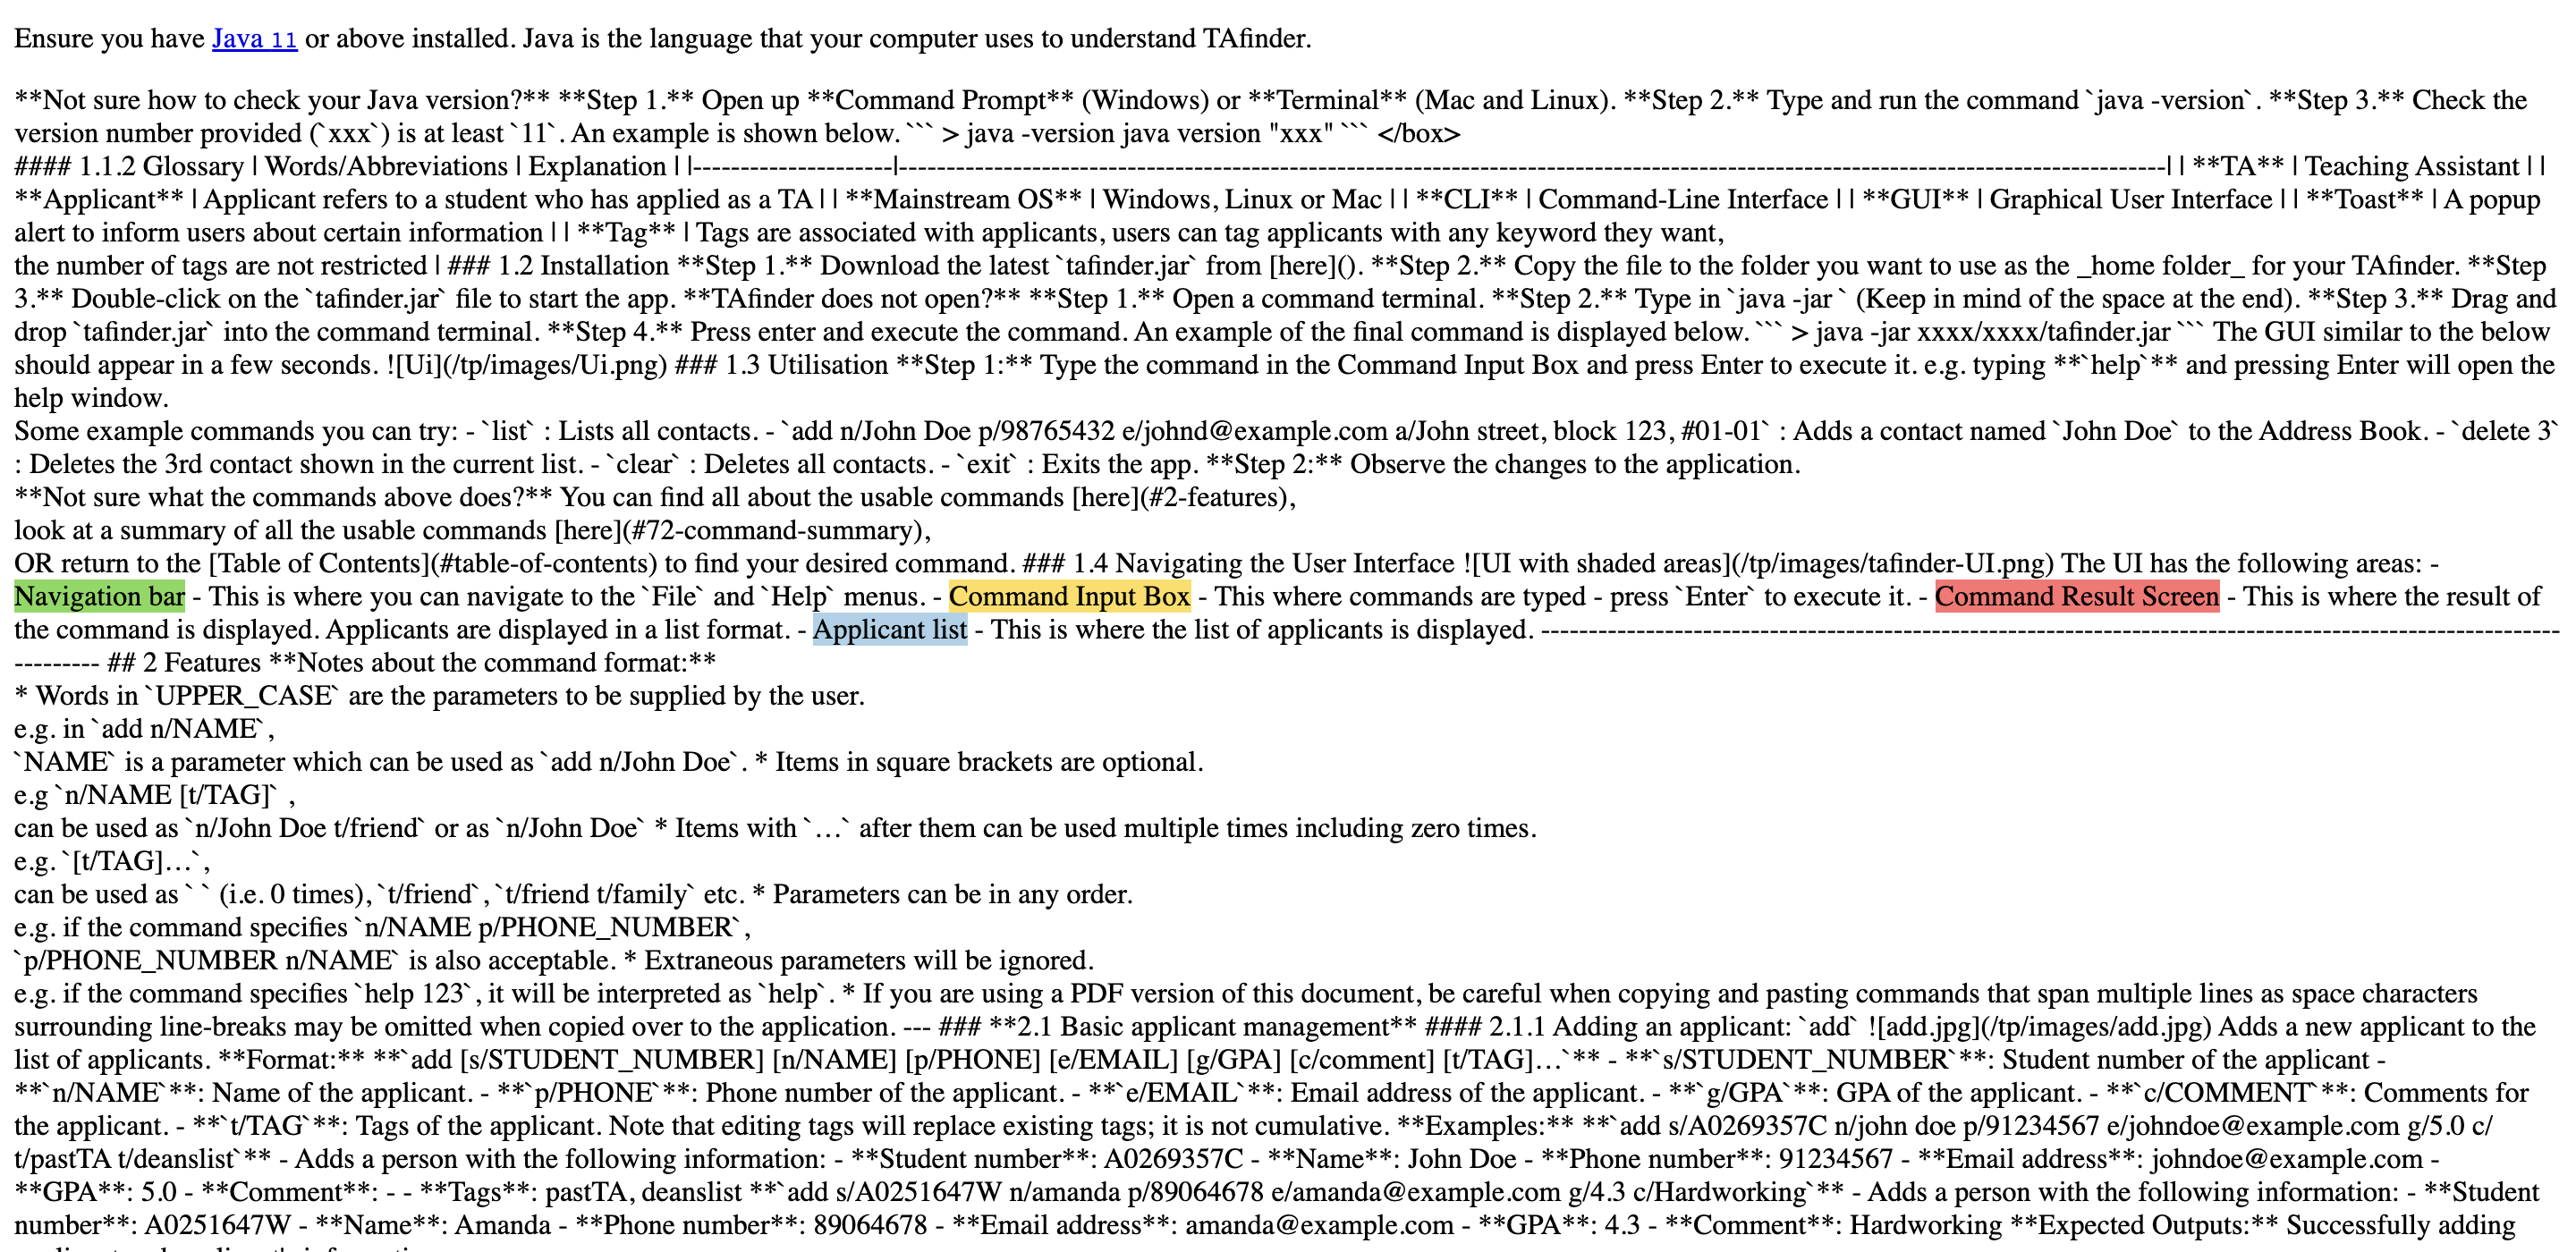 Ensure you have Java 11 or above installed. Java is the language that your computer uses to understand TAfinder.
**Not sure how to check your Java version?** **Step 1.** Open up **Command Prompt** (Windows) or **Terminal** (Mac and Linux). **Step 2.** Type and run the command `java -version`. **Step 3.** Check the
version number provided (`xxx`) is at least `11`. An example is shown below. ``` > java -version java version "xxx" ``` </box>
#### 1.1.2 Glossary | Words/Abbreviations | Explanation | |---------------------|---------------------------------------------------------------------------------------------------------------------------------------| | **TA** | Teaching Assistant | |
**Applicant** | Applicant refers to a student who has applied as a TA | | **Mainstream OS** | Windows, Linux or Mac | | **CLI** | Command-Line Interface | | **GUI** | Graphical User Interface | | **Toast** | A popup
alert to inform users about certain information | | **Tag** | Tags are associated with applicants, users can tag applicants with any keyword they want,
the number of tags are not restricted | ### 1.2 Installation **Step 1.** Download the latest `tafinder.jar` from [here](). **Step 2.** Copy the file to the folder you want to use as the _home folder_ for your TAfinder. **Step
3.** Double-click on the `tafinder.jar` file to start the app. **TAfinder does not open?** **Step 1.** Open a command terminal. **Step 2.** Type in `java -jar ` (Keep in mind of the space at the end). **Step 3.** Drag and
drop `tafinder.jar` into the command terminal. **Step 4.** Press enter and execute the command. An example of the final command is displayed below. ``` > java -jar xxxx/xxxx/tafinder.jar ``` The GUI similar to the below
should appear in a few seconds. ![Ui](/tp/images/Ui.png) ### 1.3 Utilisation **Step 1:** Type the command in the Command Input Box and press Enter to execute it. e.g. typing **`help`** and pressing Enter will open the
help window.
Some example commands you can try: - `list` : Lists all contacts. - `add n/John Doe p/98765432 e/johnd@example.com a/John street, block 123, #01-01` : Adds a contact named `John Doe` to the Address Book. - `delete 3`
: Deletes the 3rd contact shown in the current list. - `clear` : Deletes all contacts. - `exit` : Exits the app. **Step 2:** Observe the changes to the application.
**Not sure what the commands above does?** You can find all about the usable commands [here](#2-features),
look at a summary of all the usable commands [here](#72-command-summary),
OR return to the [Table of Contents](#table-of-contents) to find your desired command. ### 1.4 Navigating the User Interface ![UI with shaded areas](/tp/images/tafinder-UI.png) The UI has the following areas: -
Navigation bar - This is where you can navigate to the `File` and `Help` menus. - Command Input Box - This where commands are typed - press `Enter` to execute it. - Command Result Screen - This is where the result of
the command is displayed. Applicants are displayed in a list format. - Applicant list - This is where the list of applicants is displayed. ------------------------------------------------------------------------------------------------------------
--------- ## 2 Features **Notes about the command format:**
* Words in `UPPER_CASE` are the parameters to be supplied by the user.
e.g. in `add n/NAME`,
`NAME` is a parameter which can be used as `add n/John Doe`. * Items in square brackets are optional.
e.g `n/NAME [t/TAG]` ,
can be used as `n/John Doe t/friend` or as `n/John Doe` * Items with `…` after them can be used multiple times including zero times.
e.g. `[t/TAG]…`,
can be used as ` ` (i.e. 0 times), `t/friend`, `t/friend t/family` etc. * Parameters can be in any order.
e.g. if the command specifies `n/NAME p/PHONE_NUMBER`,
`p/PHONE_NUMBER n/NAME` is also acceptable. * Extraneous parameters will be ignored.
e.g. if the command specifies `help 123`, it will be interpreted as `help`. * If you are using a PDF version of this document, be careful when copying and pasting commands that span multiple lines as space characters
surrounding line-breaks may be omitted when copied over to the application. --- ### **2.1 Basic applicant management** #### 2.1.1 Adding an applicant: `add` ![add.jpg](/tp/images/add.jpg) Adds a new applicant to the
list of applicants. **Format:** **`add [s/STUDENT_NUMBER] [n/NAME] [p/PHONE] [e/EMAIL] [g/GPA] [c/comment] [t/TAG]…`** - **`s/STUDENT_NUMBER`**: Student number of the applicant -
**`n/NAME`**: Name of the applicant. - **`p/PHONE`**: Phone number of the applicant. - **`e/EMAIL`**: Email address of the applicant. - **`g/GPA`**: GPA of the applicant. - **`c/COMMENT`**: Comments for
the applicant. - **`t/TAG`**: Tags of the applicant. Note that editing tags will replace existing tags; it is not cumulative. **Examples:** **`add s/A0269357C n/john doe p/91234567 e/johndoe@example.com g/5.0 c/
t/pastTA t/deanslist`** - Adds a person with the following information: - **Student number**: A0269357C - **Name**: John Doe - **Phone number**: 91234567 - **Email address**: johndoe@example.com -
**GPA**: 5.0 - **Comment**: - - **Tags**: pastTA, deanslist **`add s/A0251647W n/amanda p/89064678 e/amanda@example.com g/4.3 c/Hardworking`** - Adds a person with the following information: - **Student
number**: A0251647W - **Name**: Amanda - **Phone number**: 89064678 - **Email address**: amanda@example.com - **GPA**: 4.3 - **Comment**: Hardworking **Expected Outputs:** Successfully adding